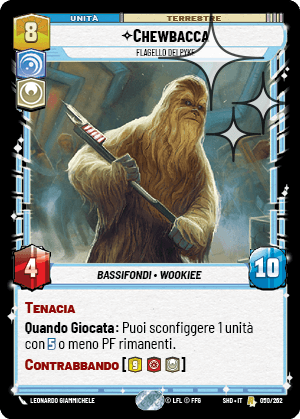 UNITÀ
TERRESTRE
8
CHEWBACCA
FLAGELLO DEI PYKE
4
BASSIFONDI • WOOKIEE
10
TENACIA
Quando Giocata: Puoi sconfiggere 1 unità
con 5 o meno PF rimanenti.
CONTRABBANDO [9]
LEONARDO GIAMMICHELE
© LFL © FFG
SHD • IT
050/262